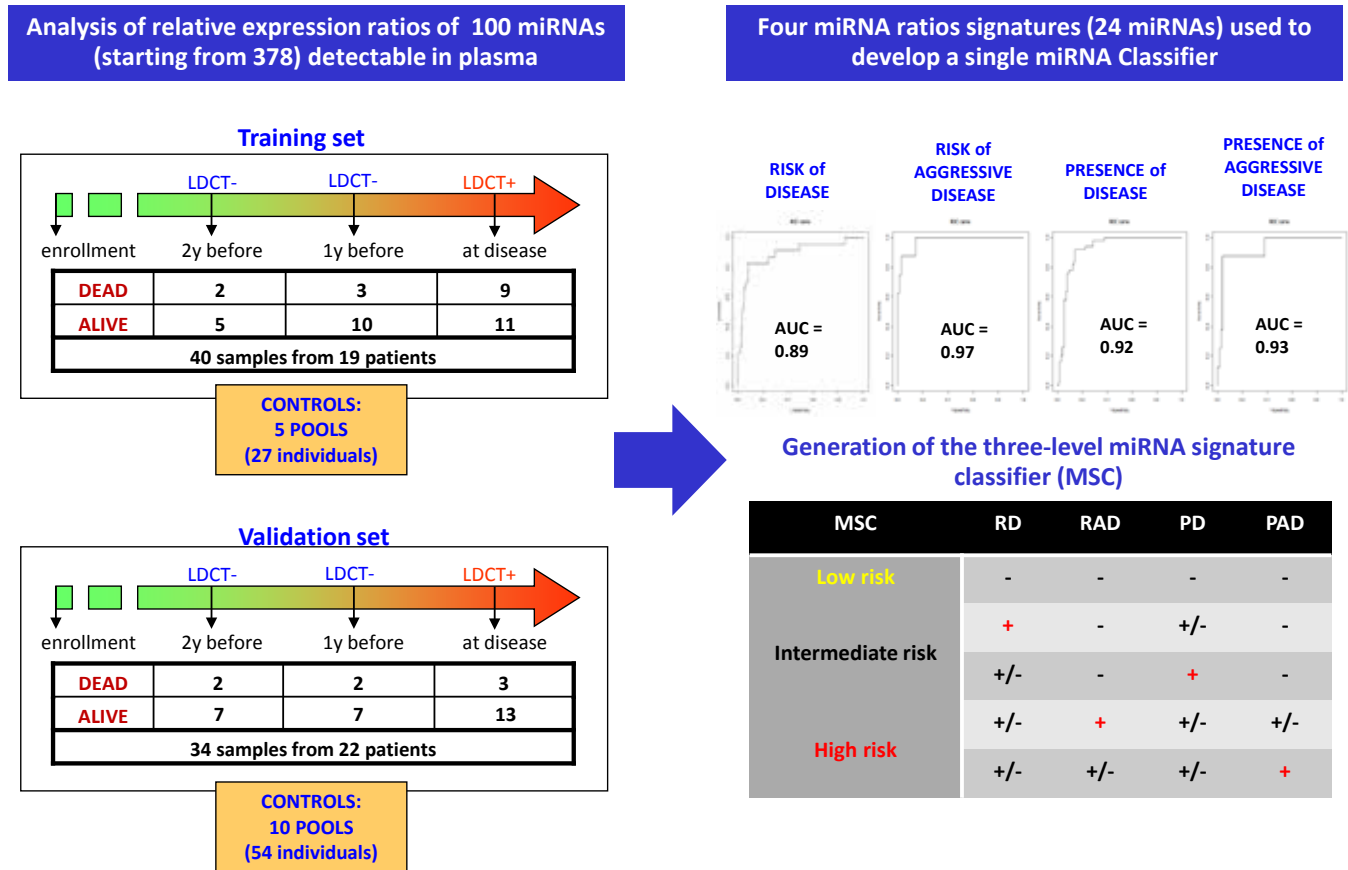 Analysis of relative expression ratios of 100 miRNAs
(starting from 378) detectable in plasma
Training set
LDCT- LDCT- LDCT+
enrollment 2y before 1y before at disease
DEAD 2 3 9
ALIVE 5 10 11
40 samples from 19 patients
CONTROLS:
5 POOLS
(27 individuals)
Validation set
LDCT- LDCT- LDCT+
enrollment 2y before 1y before at disease
DEAD 2 2 3
ALIVE 7 7 13
34 samples from 22 patients
CONTROLS:
10 POOLS
(54 individuals)
Four miRNA ratios signatures (24 miRNAs) used to
develop a single miRNA Classifier
RISK of
DISEASE
RISK of
AGGRESSIVE
DISEASE
PRESENCE of
DISEASE
PRESENCE of
AGGRESSIVE
DISEASE
AUC =
0.89
AUC =
0.97
AUC =
0.92
AUC =
0.93
Generation of the three-level miRNA signature
classifier (MSC)
MSC RD RAD PD PAD
Low risk - - - -
Intermediate risk
+ - +/- -
+/- - + -
High risk
+/- + +/- +/-
+/- +/- +/- +